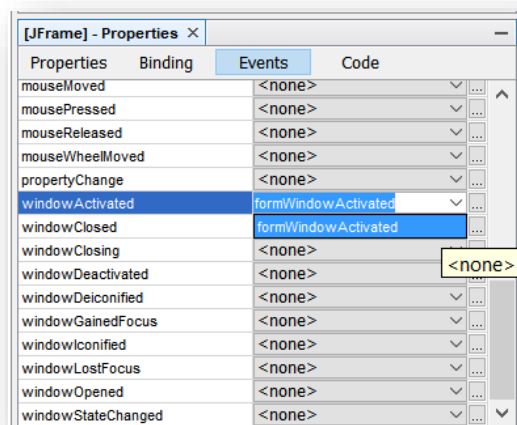 [JFrame] - Properties ×
Properties Binding Events Code
mouseMoved <none> ...
mousePressed <none> ...
mouseReleased <none> ...
mouseWheelMoved <none> ...
propertyChange <none> ...
windowActivated formWindowActivated ...
windowClosed formWindowActivated ...
windowClosing <none>
<none>
windowDeactivated <none>
windowDeiconified <none> ...
windowGainedFocus <none> ...
windowIconified <none> ...
windowLostFocus <none> ...
windowOpened <none> ...
windowStateChanged <none> ...